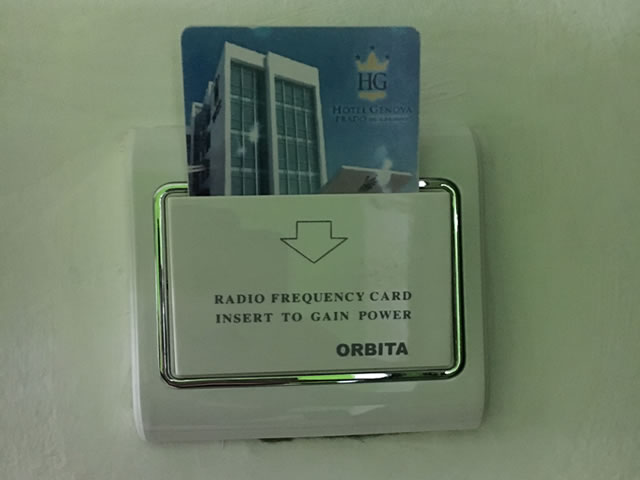 HG
HOTEL GENOVA
PRADO
RADIO FREQUENCY CARD
INSERT TO GAIN POWER
ORBITA